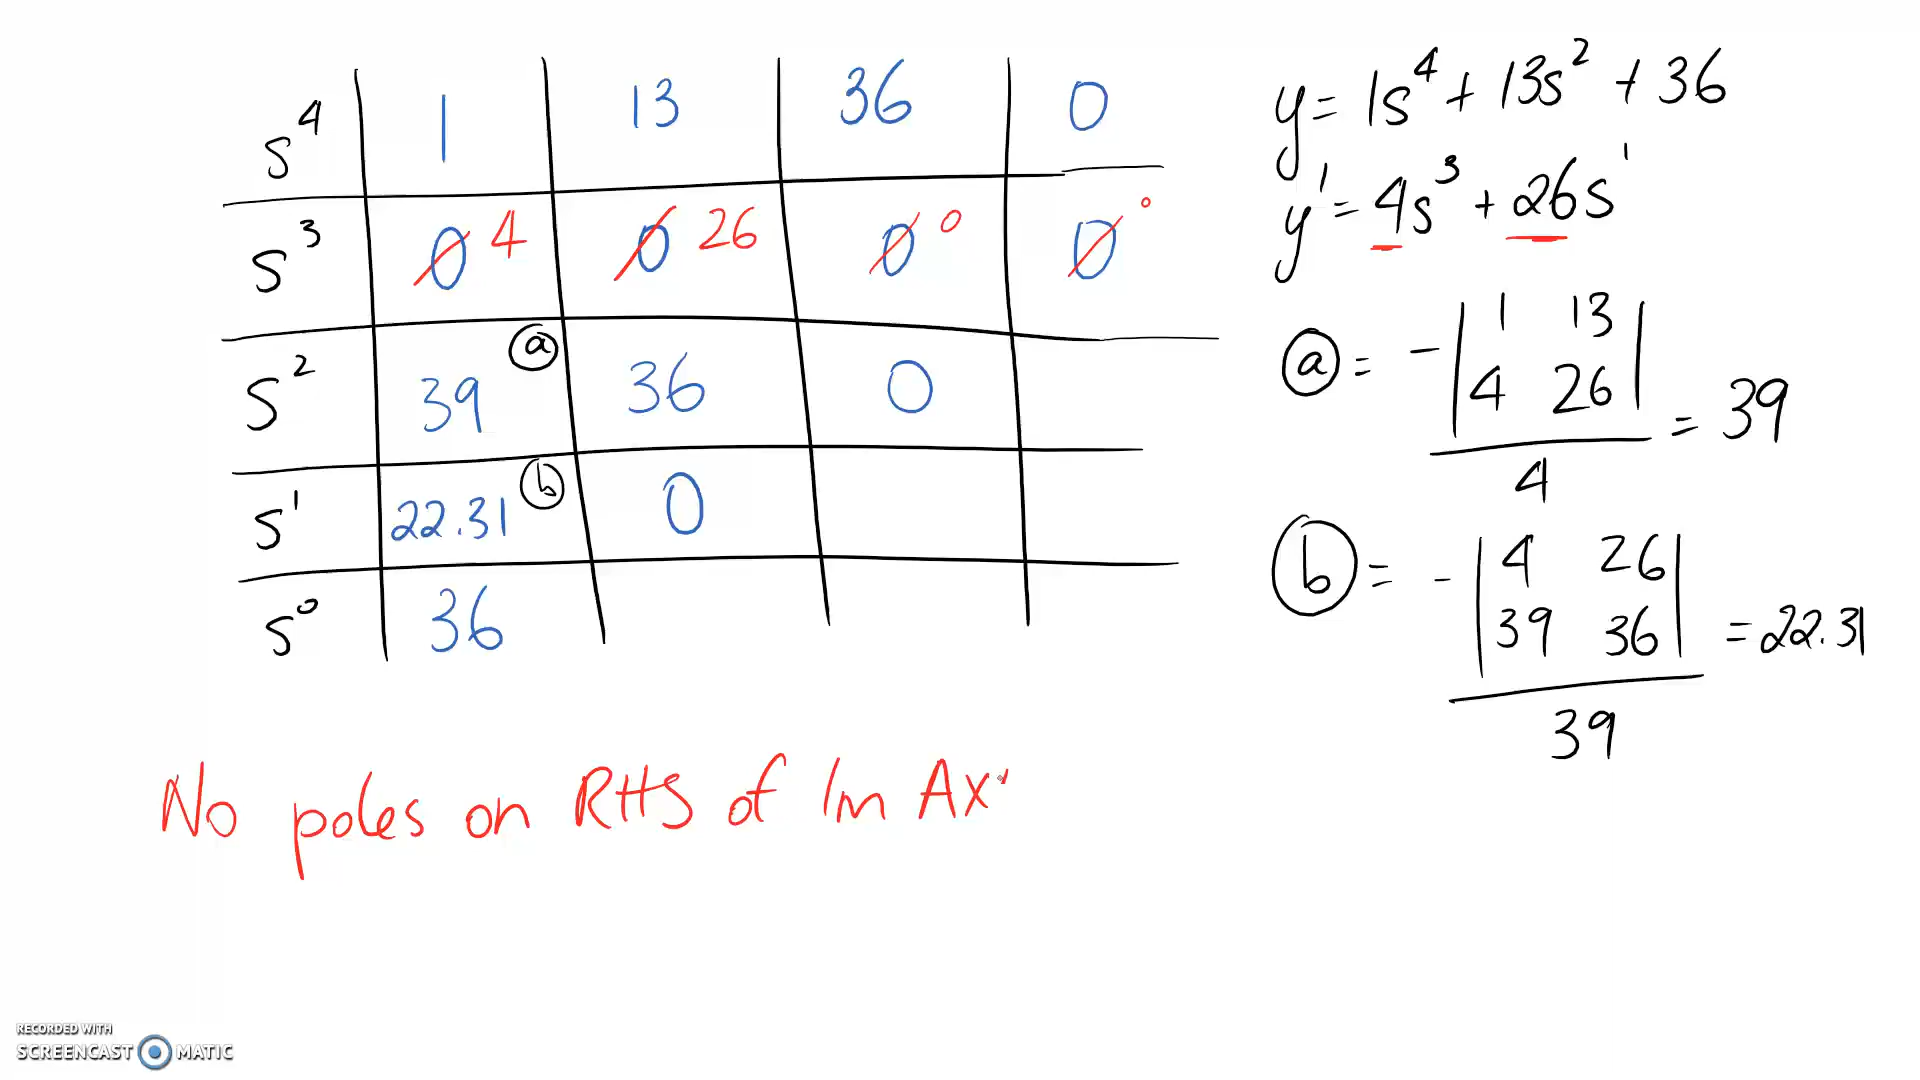 s⁴ 1 13 36 0
s³ 0 4 0 26 0 0 0 0
s² 39 ⓐ 36 0
s¹ 22.31 ⓑ 0
s⁰ 36
y = 1s⁴ + 13s² + 36
y' = 4s³ + 26s¹
ⓐ = - | 1 13 |
| 4 26 | = 39
4
ⓑ = - | 4 26 |
| 39 36 | = 22.31
39
No poles on RHS of Im Ax
RECORDED WITH
SCREENCAST MATIC